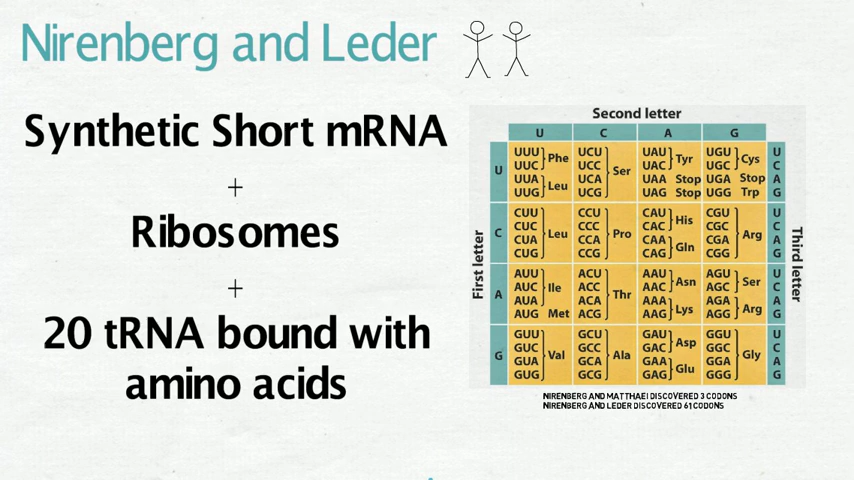 Nirenberg and Leder
Synthetic Short mRNA
+
Ribosomes
+
20 tRNA bound with
amino acids
Second letter
U C A G
First letter
Third letter
U
UUU UUC Phe
UUA UUG Leu
UCU UCC UCA UCG Ser
UAU UAC Tyr
UAA Stop
UAG Stop
UGU UGC Cys
UGA Stop
UGG Trp
U C A G
C
CUU CUC CUA CUG Leu
CCU CCC CCA CCG Pro
CAU CAC His
CAA CAG Gln
CGU CGC CGA CGG Arg
U C A G
A
AUU AUC AUA Ile
AUG Met
ACU ACC ACA ACG Thr
AAU AAC Asn
AAA AAG Lys
AGU AGC Ser
AGA AGG Arg
U C A G
G
GUU GUC GUA GUG Val
GCU GCC GCA GCG Ala
GAU GAC Asp
GAA GAG Glu
GGU GGC GGA GGG Gly
U C A G
NIRENBERG AND MATTHAEI DISCOVERED 3 CODONS
NIRENBERG AND LEDER DISCOVERED 61 CODONS